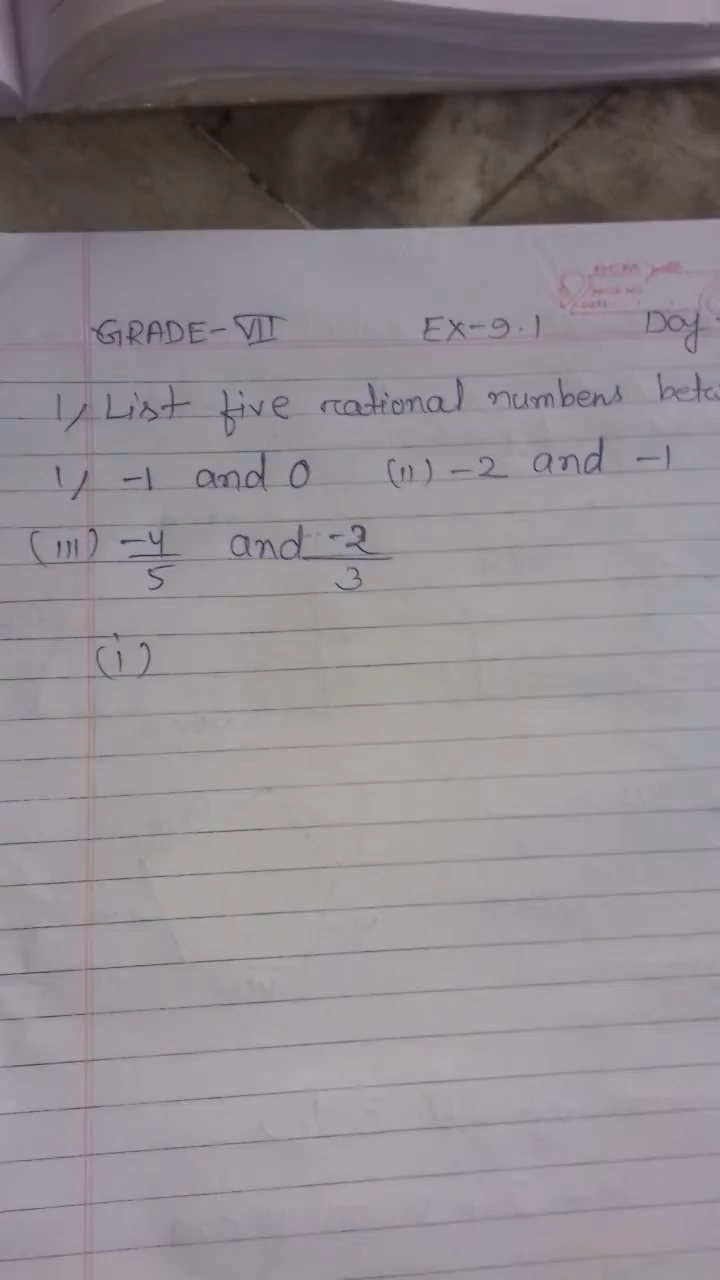 GRADE-VII EX-9.1 Day
1) List five rational numbers betw
1) -1 and 0 (ii) -2 and -1
(iii) -4/5 and -2/3
(i)